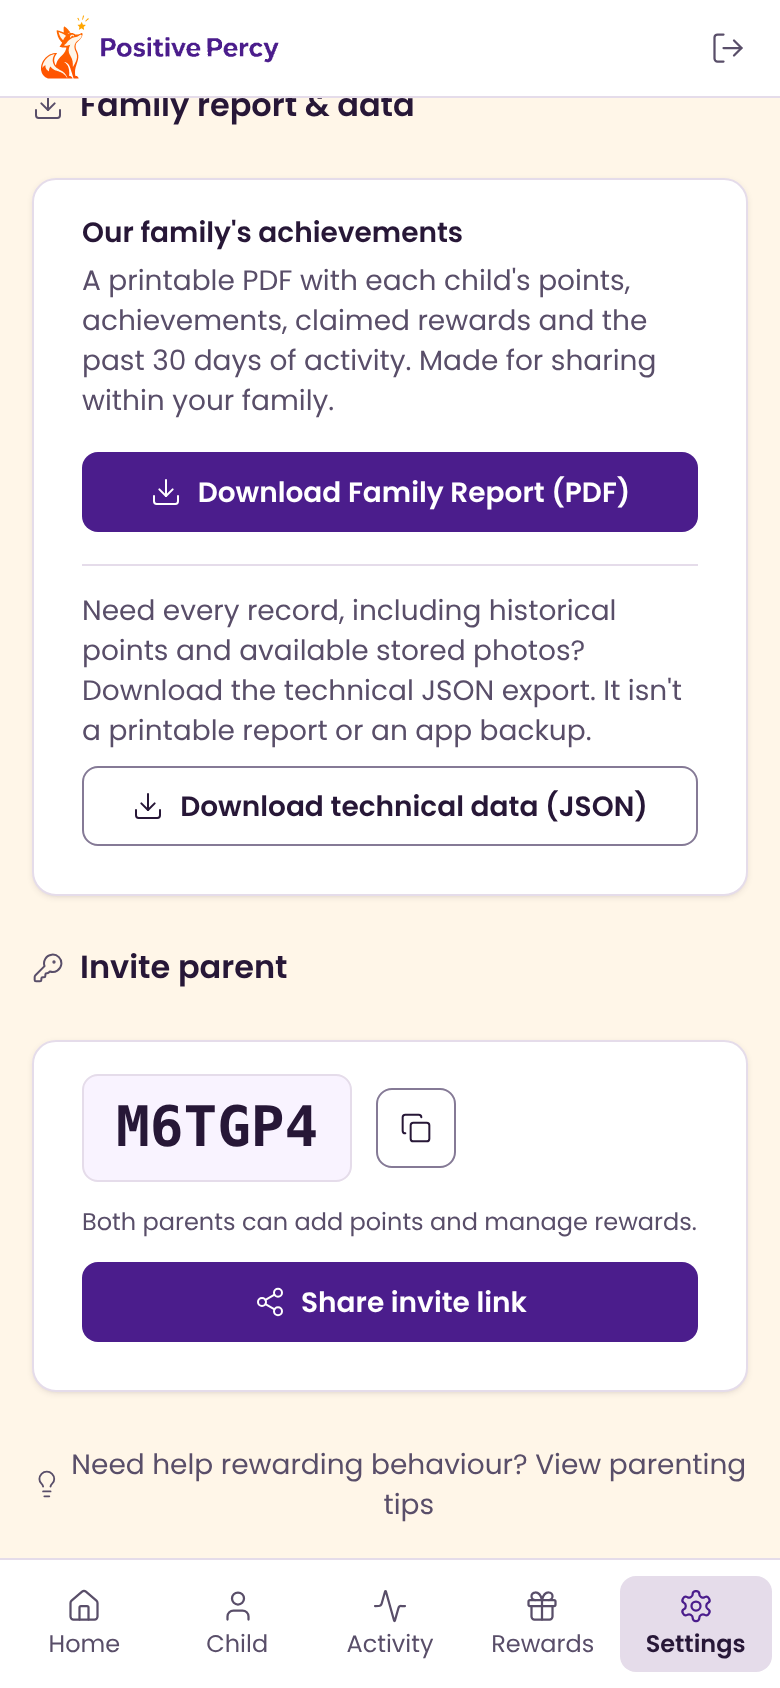 Positive Percy
Family report & data
Our family's achievements
A printable PDF with each child's points,
achievements, claimed rewards and the
past 30 days of activity. Made for sharing
within your family.
Download Family Report (PDF)
Need every record, including historical
points and available stored photos?
Download the technical JSON export. It isn't
a printable report or an app backup.
Download technical data (JSON)
Invite parent
M6TGP4
Both parents can add points and manage rewards.
Share invite link
Need help rewarding behaviour? View parenting
tips
Home
Child
Activity
Rewards
Settings